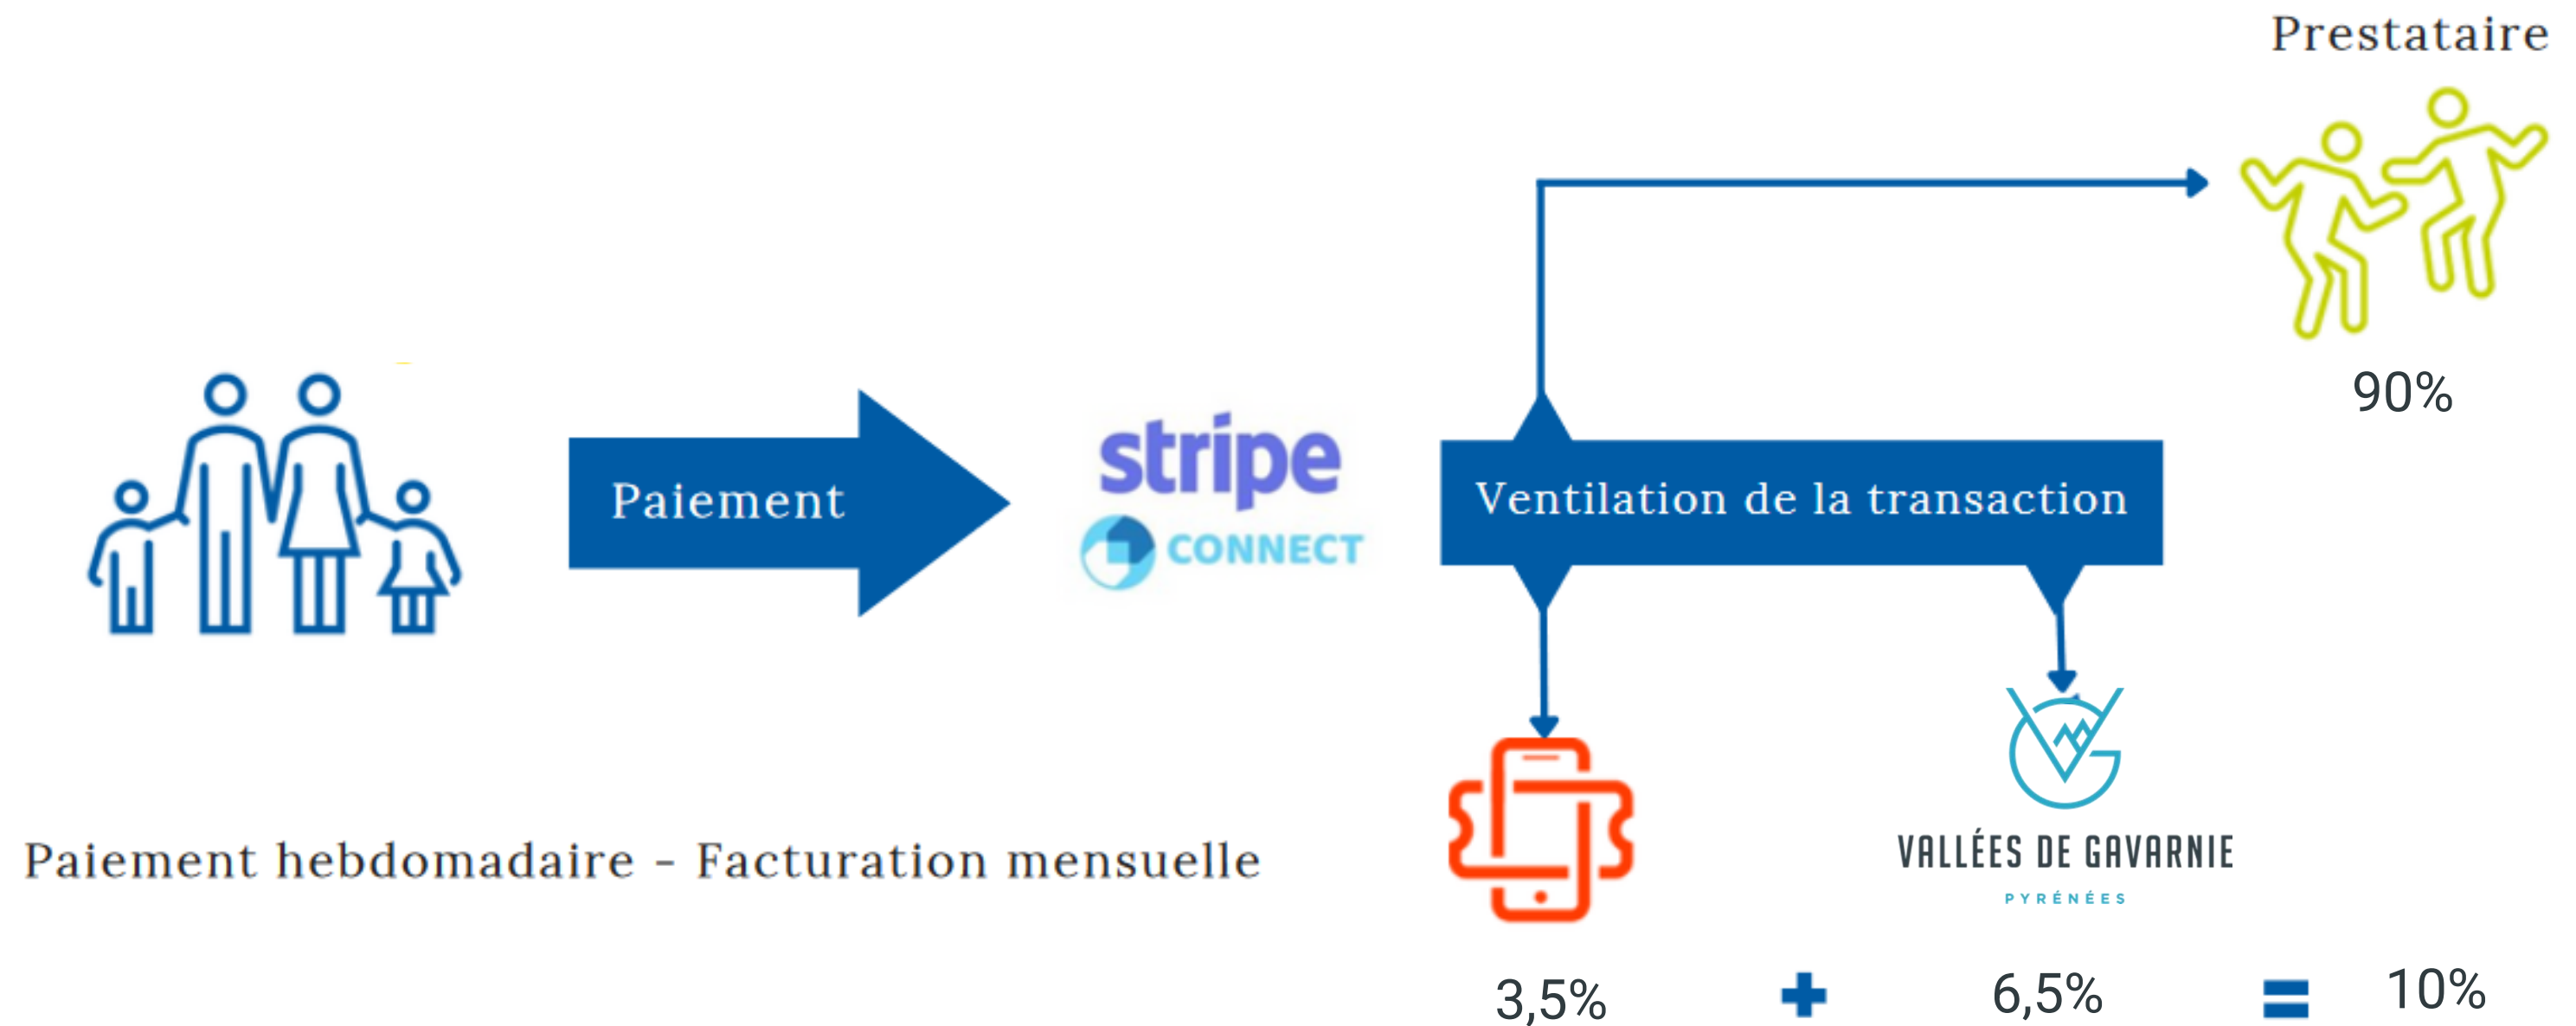 Prestataire
90%
Paiement
stripe
CONNECT
Ventilation de la transaction
Paiement hebdomadaire - Facturation mensuelle
VALLÉES DE GAVARNIE
PYRÉNÉES
3,5% + 6,5% = 10%